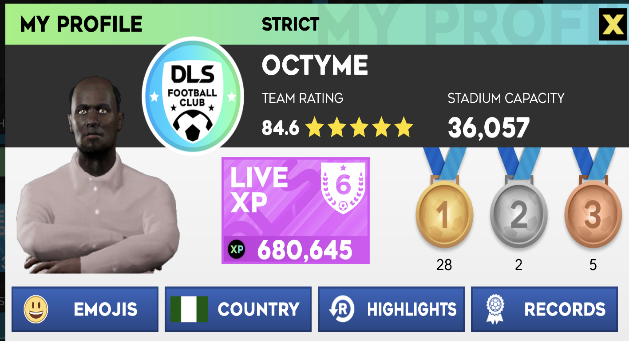 MY PROFILE
STRICT
X
MY PROFI
DLS
FOOTBALL
CLUB
OCTYME
TEAM RATING
84.6
STADIUM CAPACITY
36,057
LIVE
XP
6
XP 680,645
1
28
2
2
3
5
EMOJIS
COUNTRY
R
HIGHLIGHTS
RECORDS